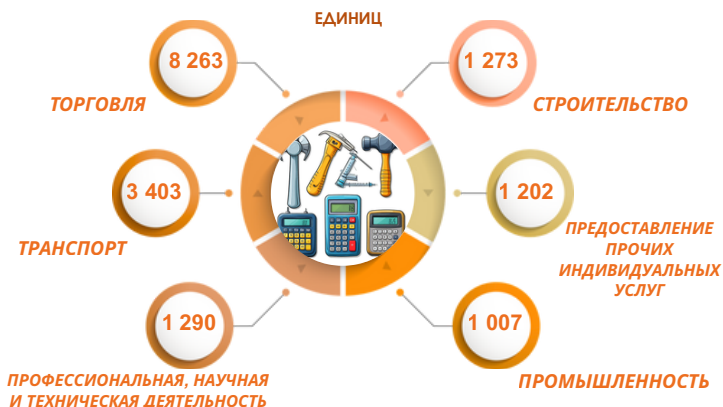 ЕДИНИЦ
8 263
ТОРГОВЛЯ
1 273
СТРОИТЕЛЬСТВО
3 403
ТРАНСПОРТ
1 202
ПРЕДОСТАВЛЕНИЕ
ПРОЧИХ
ИНДИВИДУАЛЬНЫХ
УСЛУГ
1 290
ПРОФЕССИОНАЛЬНАЯ, НАУЧНАЯ
И ТЕХНИЧЕСКАЯ ДЕЯТЕЛЬНОСТЬ
1 007
ПРОМЫШЛЕННОСТЬ